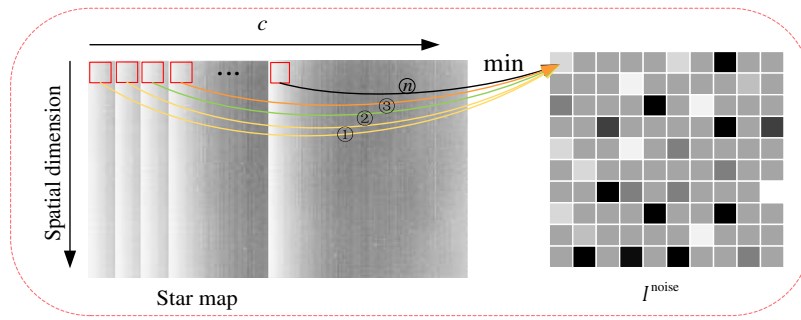 c
min
...
ⓝ
③
②
①
Spatial dimension
Star map
I^noise